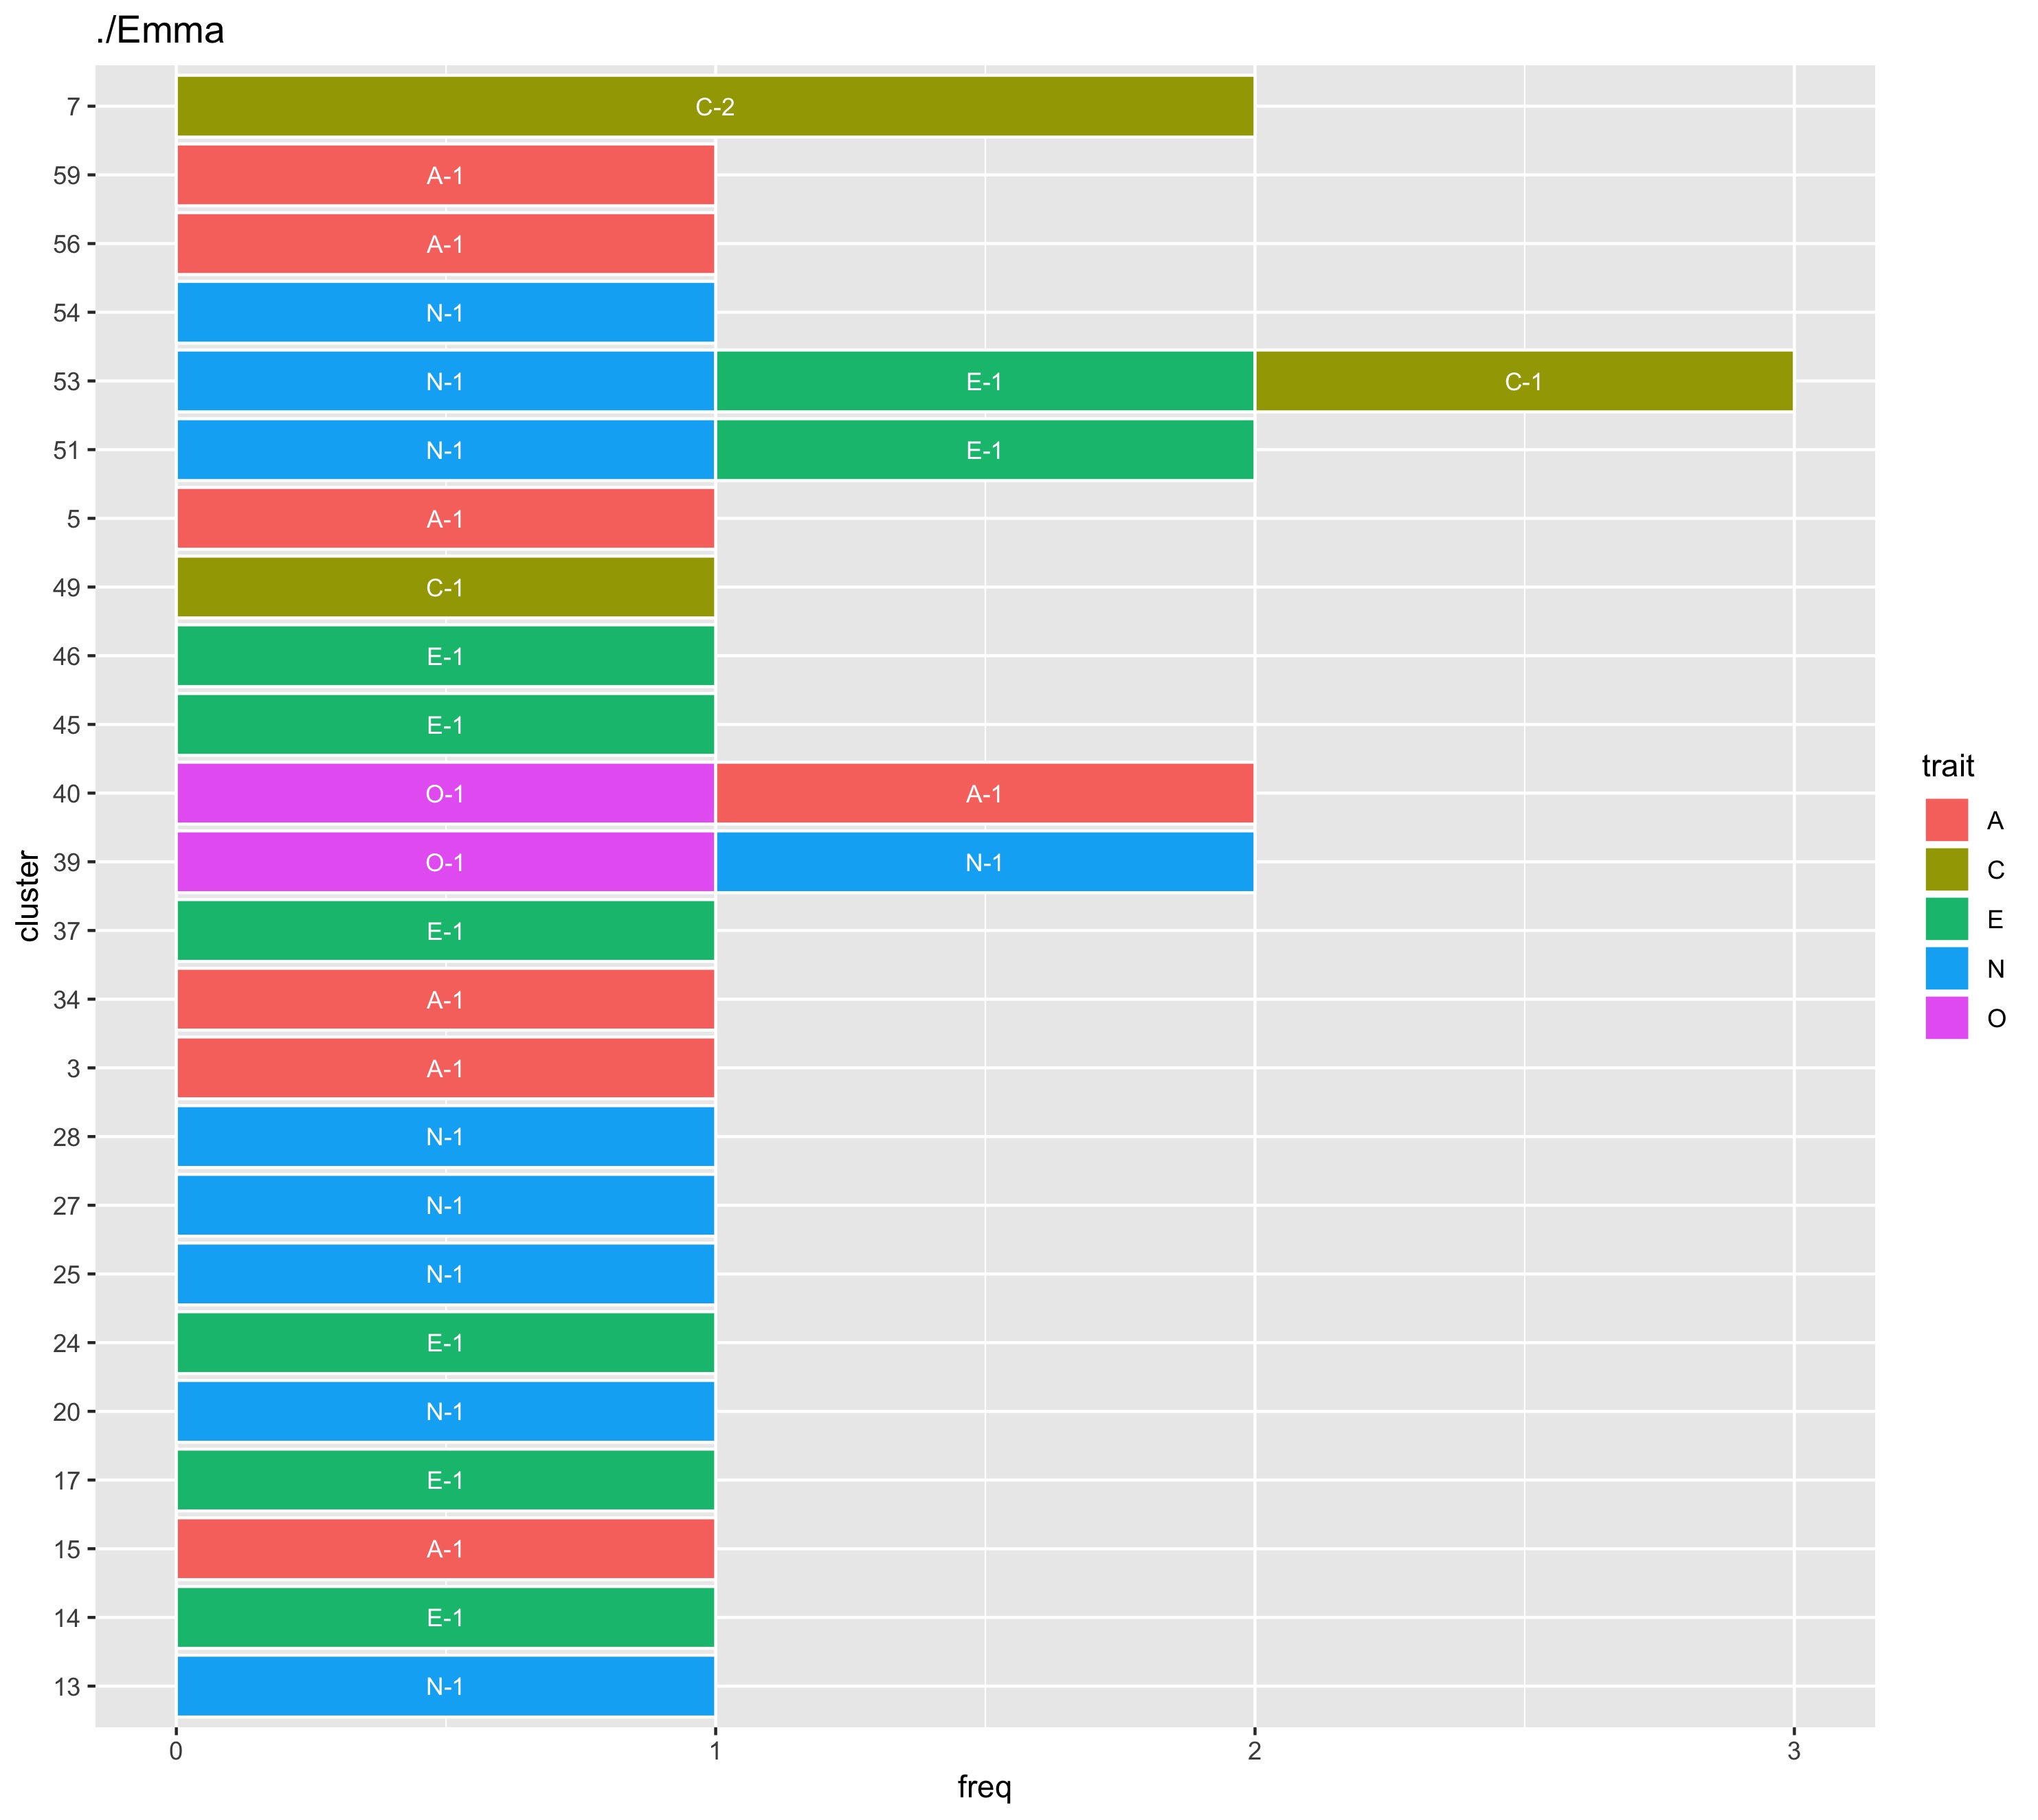 ./Emma
7 C-2
59 A-1
56 A-1
54 N-1
53 N-1 E-1 C-1
51 N-1 E-1
5 A-1
49 C-1
46 E-1
45 E-1
40 O-1 A-1
39 O-1 N-1
37 E-1
34 A-1
3 A-1
28 N-1
27 N-1
25 N-1
24 E-1
20 N-1
17 E-1
15 A-1
14 E-1
13 N-1
0 1 2 3
freq
cluster
trait
A
C
E
N
O